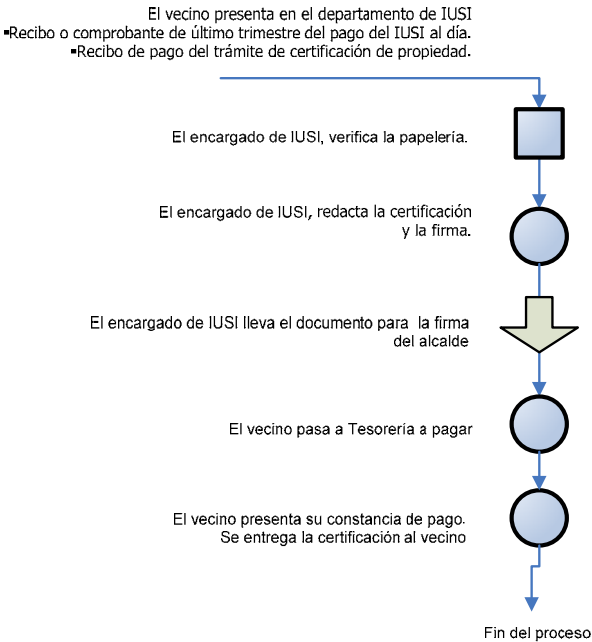 El vecino presenta en el departamento de IUSI
▪Recibo o comprobante de último trimestre del pago del IUSI al día.
▪Recibo de pago del trámite de certificación de propiedad.
El encargado de IUSI, verifica la papelería.
El encargado de IUSI, redacta la certificación
y la firma.
El encargado de IUSI lleva el documento para la firma
del alcalde
El vecino pasa a Tesorería a pagar
El vecino presenta su constancia de pago.
Se entrega la certificación al vecino
Fin del proceso